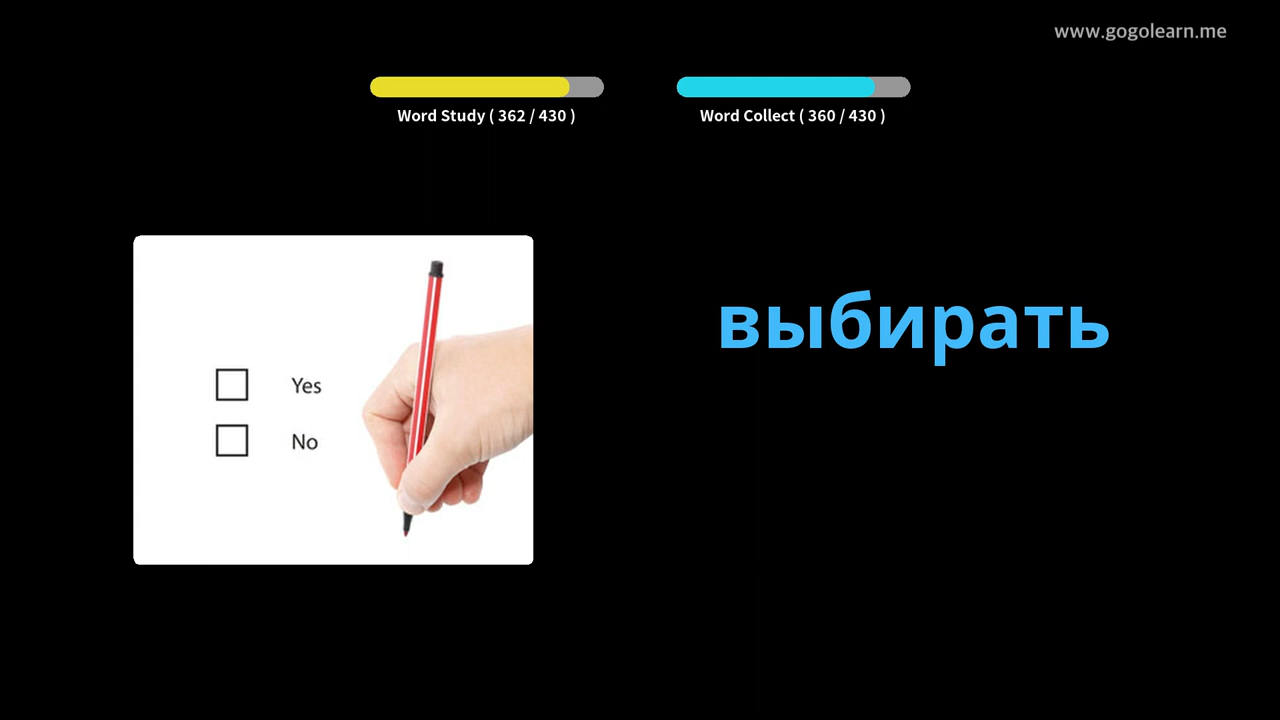 www.gogolearn.me
Word Study ( 362 / 430 )
Word Collect ( 360 / 430 )
выбирать
Yes
No